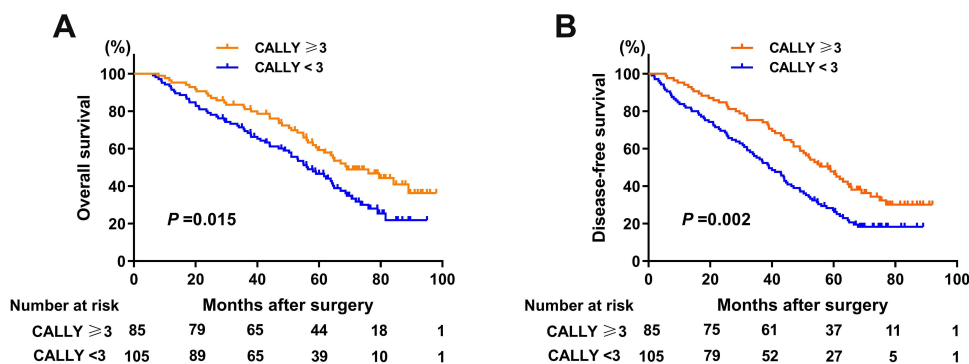 A
(%)
CALLY ≥3
CALLY < 3
100
80
60
40
20
0
Overall survival
P =0.015
0 20 40 60 80 100
Number at risk
Months after surgery
CALLY ≥3 85 79 65 44 18 1
CALLY <3 105 89 65 39 10 1
B
(%)
CALLY ≥3
CALLY < 3
100
80
60
40
20
0
Disease-free survival
P =0.002
0 20 40 60 80 100
Number at risk
Months after surgery
CALLY ≥3 85 75 61 37 11 1
CALLY <3 105 79 52 27 5 1